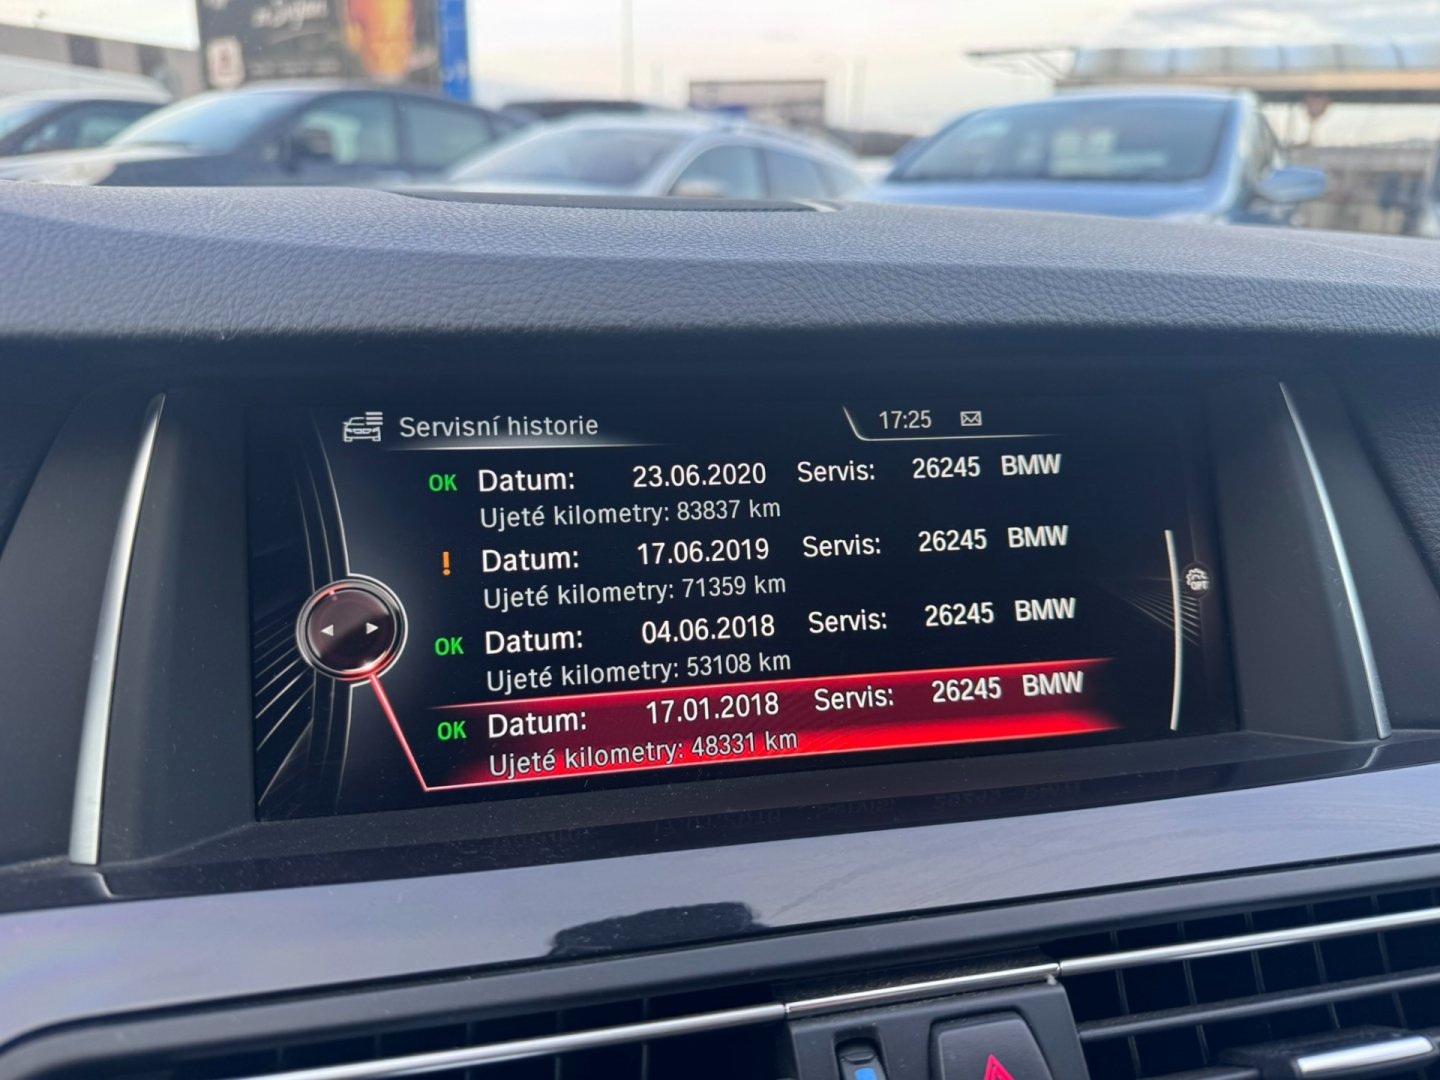 Servisní historie 17:25
OK Datum: 23.06.2020 Servis: 26245 BMW
Ujeté kilometry: 83837 km
! Datum: 17.06.2019 Servis: 26245 BMW
Ujeté kilometry: 71359 km
OK Datum: 04.06.2018 Servis: 26245 BMW
Ujeté kilometry: 53108 km
OK Datum: 17.01.2018 Servis: 26245 BMW
Ujeté kilometry: 48331 km
OPT